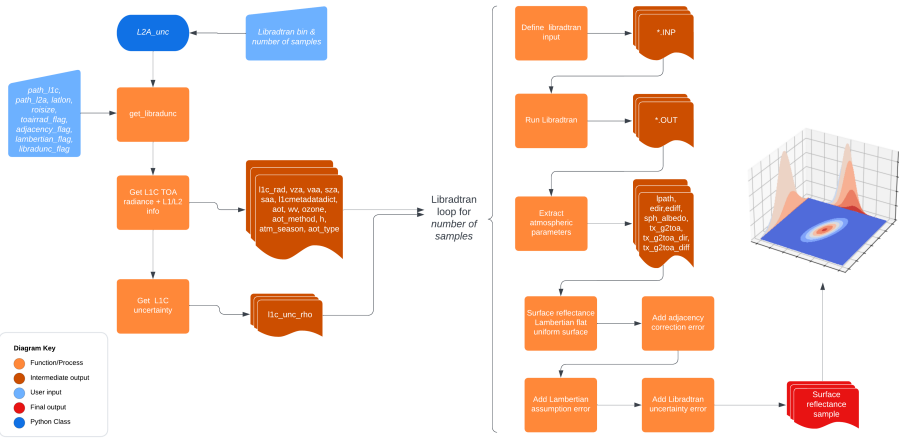 L2A_unc
Libradtran bin &
number of samples
path_l1c,
path_l2a, latlon,
roisize,
toairrad_flag,
adjacency_flag,
lambertian_flag,
libradunc_flag
get_libradunc
Get L1C TOA
radiance + L1/L2
info
l1c_rad, vza, vaa, sza,
saa, l1cmetadatadict,
aot, wv, ozone,
aot_method, h,
atm_season, aot_type
Get L1C
uncertainty
l1c_unc_rho
Libradtran
loop for
number of
samples
Define libradtran
input
*.INP
Run Libradtran
*.OUT
Extract
atmospheric
parameters
lpath,
edir,ediff,
sph_albedo,
tx_g2toa,
tx_g2toa_dir,
tx_g2toa_diff
Surface reflectance
Lambertian flat
uniform surface
Add adjacency
correction error
Add Lambertian
assumption error
Add Libradtran
uncertainty error
Surface
reflectance
sample
Diagram Key
Function/Process
Intermediate output
User input
Final output
Python Class